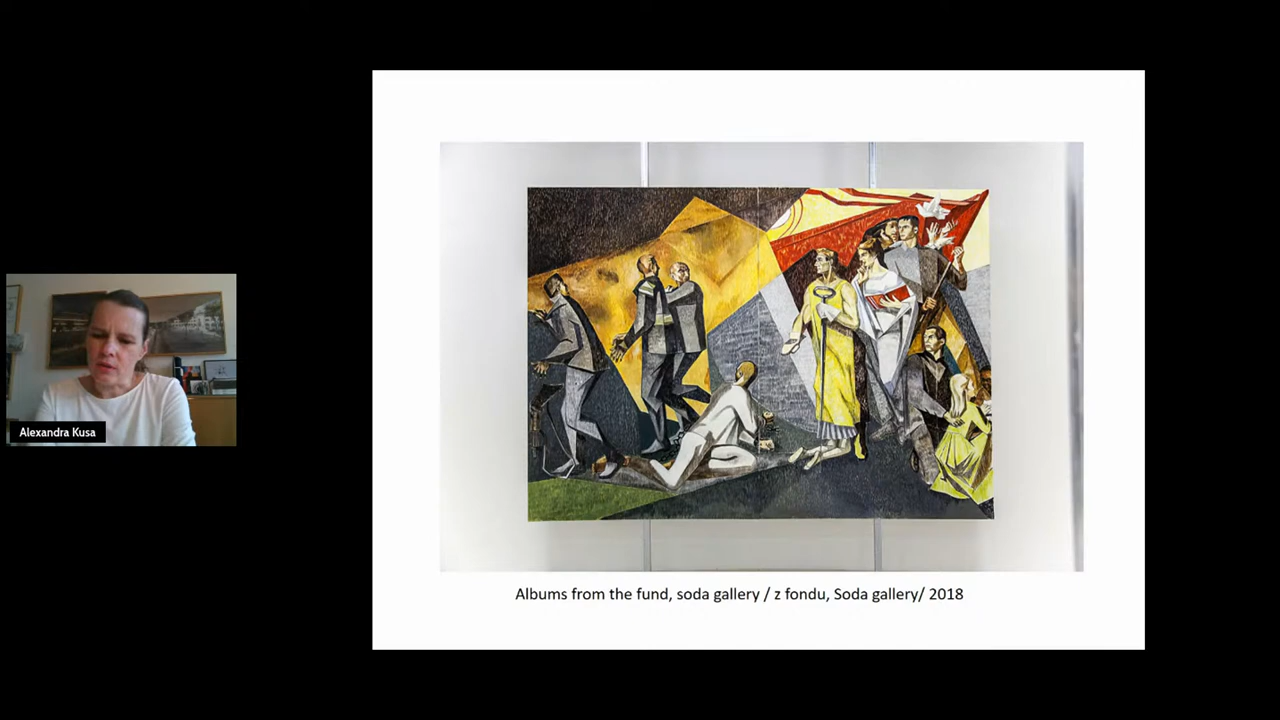 Alexandra Kusa
Albums from the fund, soda gallery / z fondu, Soda gallery/ 2018